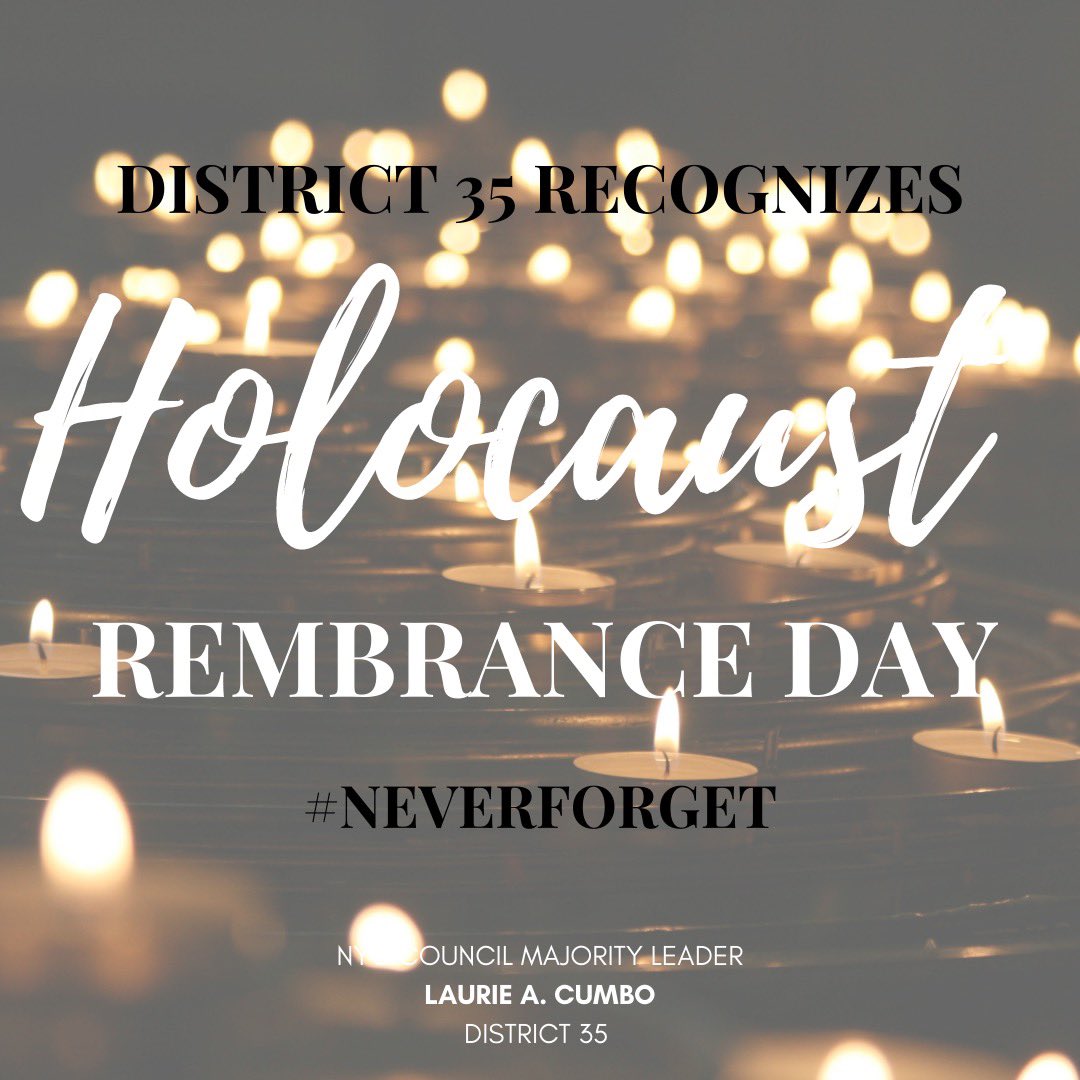 DISTRICT 35 RECOGNIZES
Holocaust
REMBRANCE DAY
#NEVERFORGET
COUNCIL MAJORITY LEADER
LAURIE A. CUMBO
DISTRICT 35